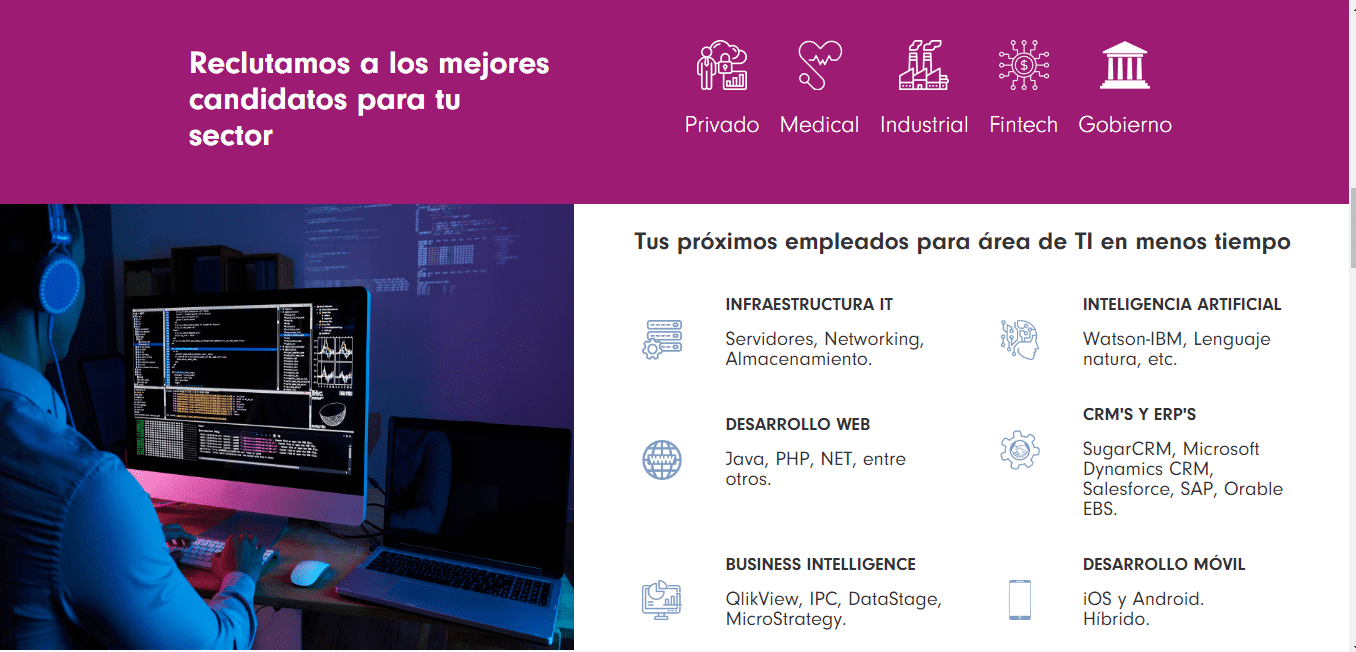 Reclutamos a los mejores
candidatos para tu
sector
Privado
Medical
Industrial
Fintech
Gobierno
Tus próximos empleados para área de TI en menos tiempo
INFRAESTRUCTURA IT
Servidores, Networking,
Almacenamiento.
INTELIGENCIA ARTIFICIAL
Watson-IBM, Lenguaje
natura, etc.
DESARROLLO WEB
Java, PHP, NET, entre
otros.
CRM'S Y ERP'S
SugarCRM, Microsoft
Dynamics CRM,
Salesforce, SAP, Orable
EBS.
BUSINESS INTELLIGENCE
QlikView, IPC, DataStage,
MicroStrategy.
DESARROLLO MÓVIL
iOS y Android.
Híbrido.